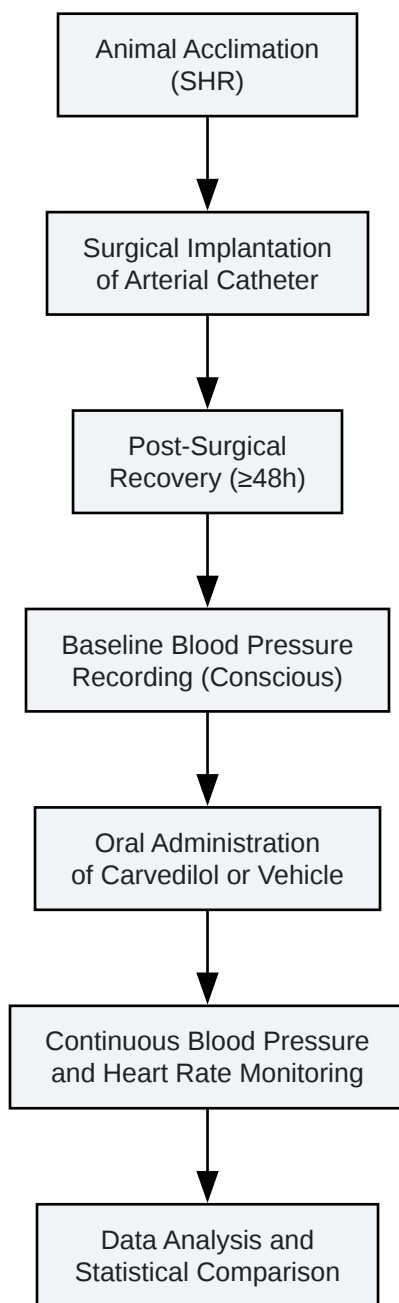 Animal Acclimation
(SHR)
Surgical Implantation
of Arterial Catheter
Post-Surgical
Recovery (≥48h)
Baseline Blood Pressure
Recording (Conscious)
Oral Administration
of Carvedilol or Vehicle
Continuous Blood Pressure
and Heart Rate Monitoring
Data Analysis and
Statistical Comparison